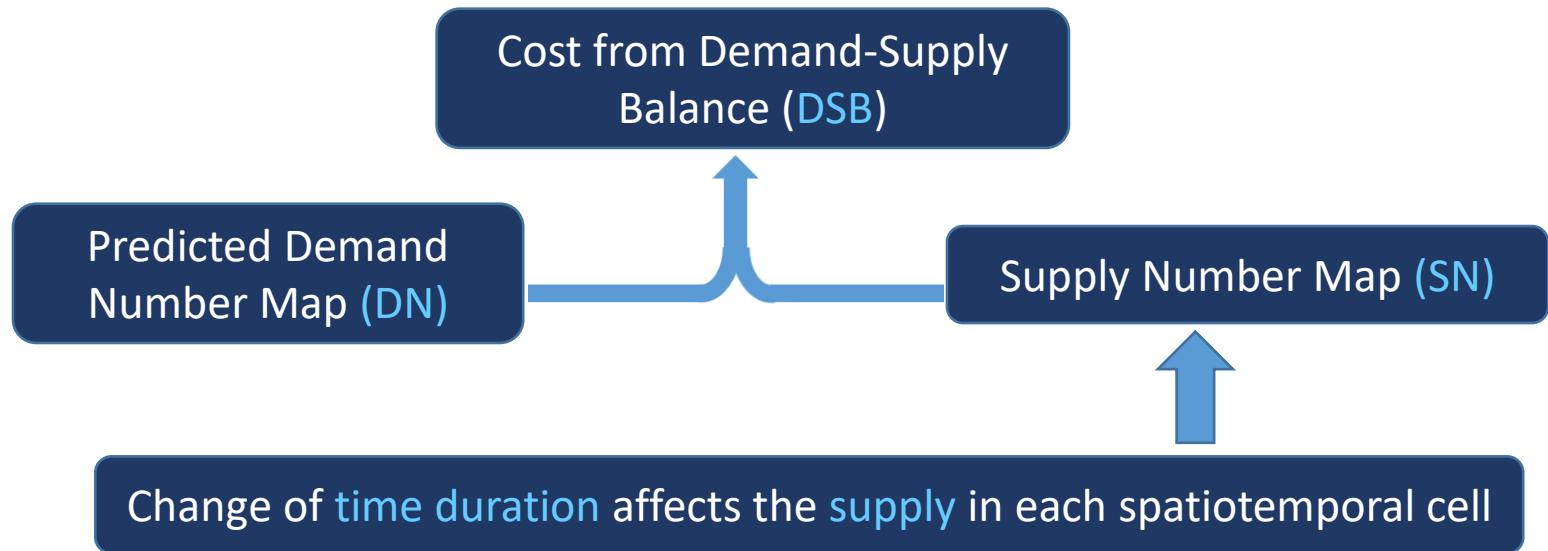 Cost from Demand-Supply
Balance (DSB)
Predicted Demand
Number Map (DN)
Supply Number Map (SN)
Change of time duration affects the supply in each spatiotemporal cell